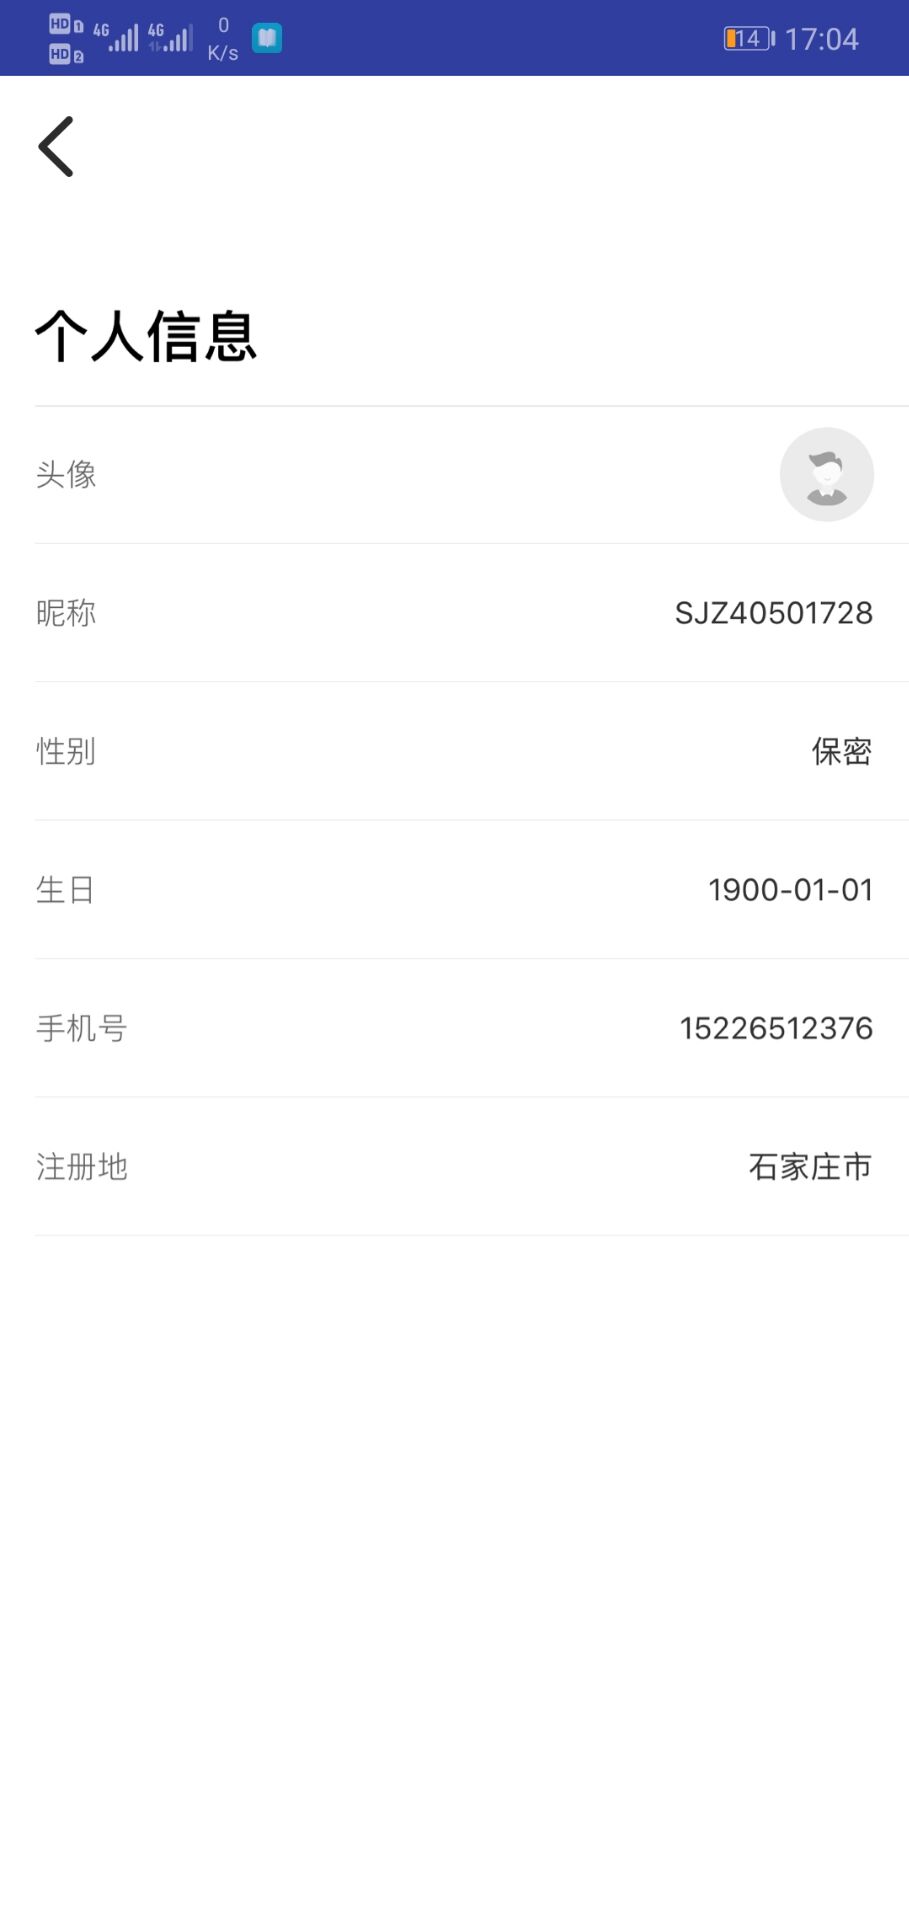 HD 1 4G 4G 0 14 17:04
HD 2 K/s
个人信息
头像
昵称 SJZ40501728
性别 保密
生日 1900-01-01
手机号 15226512376
注册地 石家庄市